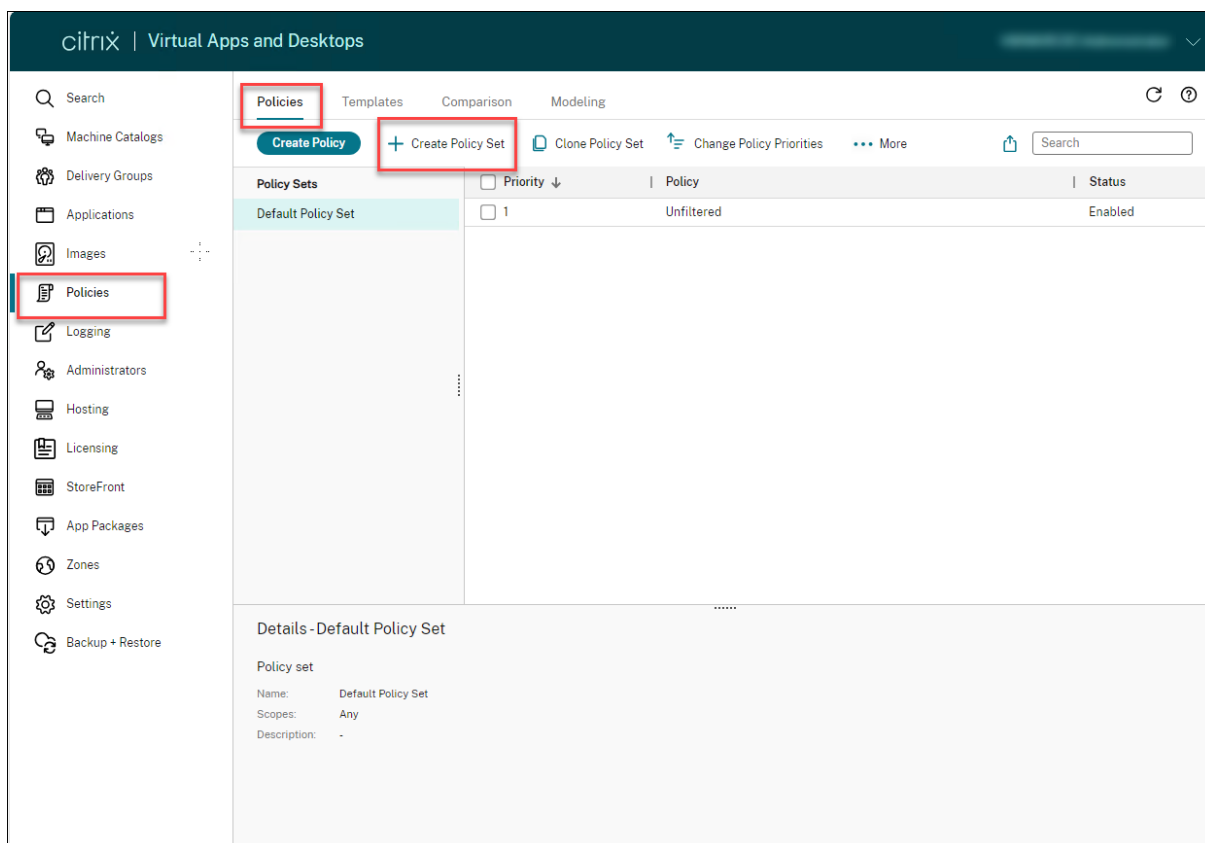 citrix | Virtual Apps and Desktops
Search
Machine Catalogs
Delivery Groups
Applications
Images
Policies
Logging
Administrators
Hosting
Licensing
StoreFront
App Packages
Zones
Settings
Backup + Restore
Policies Templates Comparison Modeling
Create Policy + Create Policy Set Clone Policy Set Change Policy Priorities ••• More Search
Policy Sets
Default Policy Set
Priority ↓ | Policy | Status
1 Unfiltered Enabled
Details - Default Policy Set
Policy set
Name: Default Policy Set
Scopes: Any
Description: -